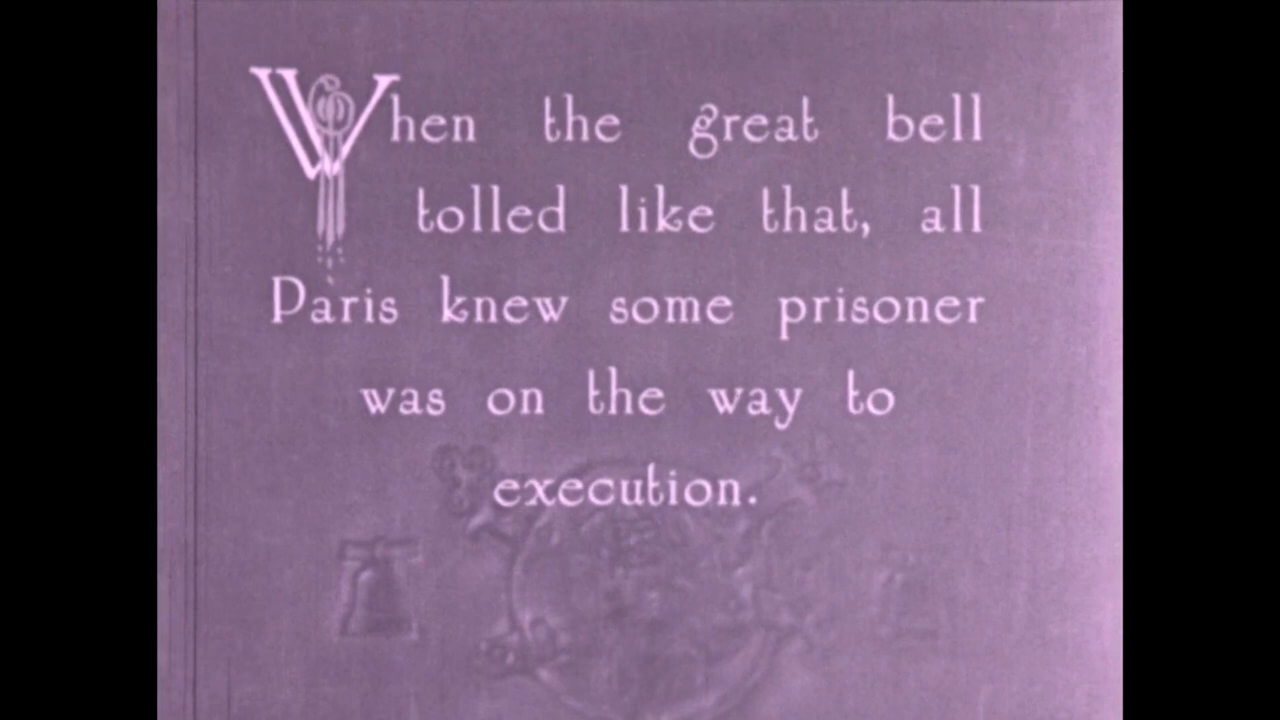 When the great bell
tolled like that, all
Paris knew some prisoner
was on the way to
execution.